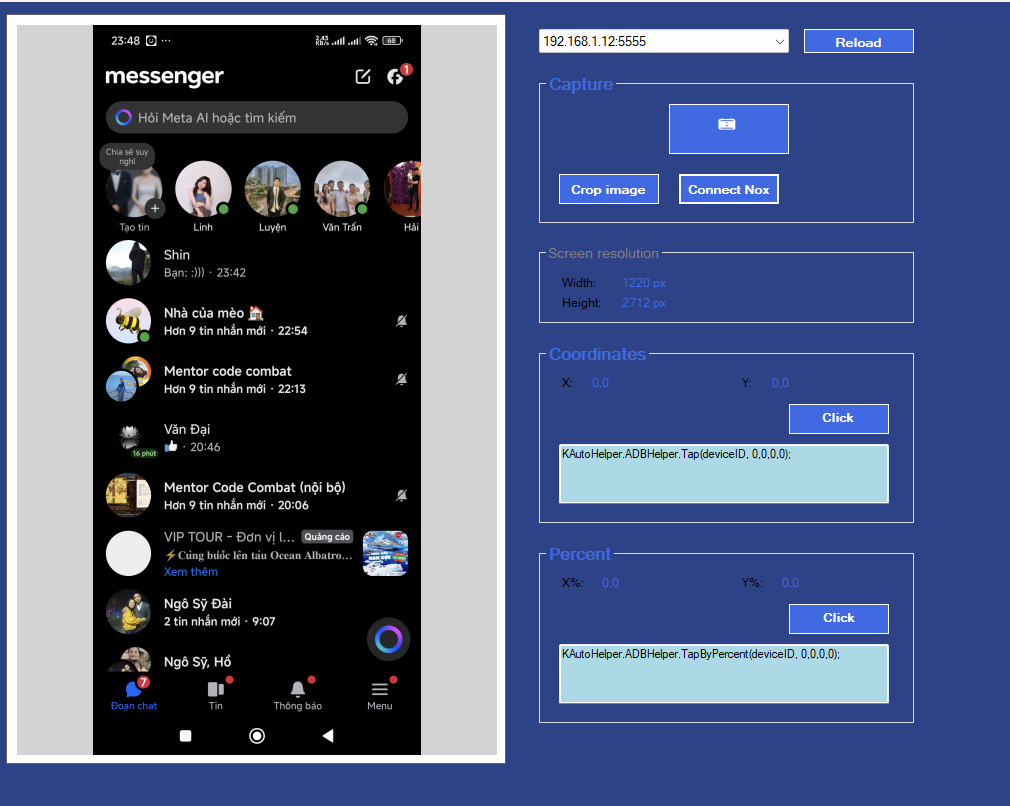 23:48 ...
2,43 KB/s 68
messenger
1
Hỏi Meta AI hoặc tìm kiếm
Chia sẻ suy
nghĩ
Tạo tin
Linh
Luyện
Văn Trấn
Hải
Shin
Bạn: :))) · 23:42
Nhà của mèo 🏠
Hơn 9 tin nhắn mới · 22:54
Mentor code combat
Hơn 9 tin nhắn mới · 22:13
Văn Đại
👍 · 20:46
16 phút
Mentor Code Combat (nội bộ)
Hơn 9 tin nhắn mới · 20:06
VIP TOUR - Đơn vị l... Quảng cáo
⚡Cùng bước lên tàu Ocean Albatro...
Xem thêm
Ngô Sỹ Đài
2 tin nhắn mới · 9:07
Ngô Sỹ, Hồ
7
Đoạn chat
Tin
Thông báo
Menu
192.168.1.12:5555
Reload
Capture
Crop image
Connect Nox
Screen resolution
Width: 1220 px
Height: 2712 px
Coordinates
X: 0,0 Y: 0,0
Click
KAutoHelper.ADBHelper.Tap(deviceID, 0,0,0,0);
Percent
X%: 0,0 Y%: 0,0
Click
KAutoHelper.ADBHelper.TapByPercent(deviceID, 0,0,0,0);